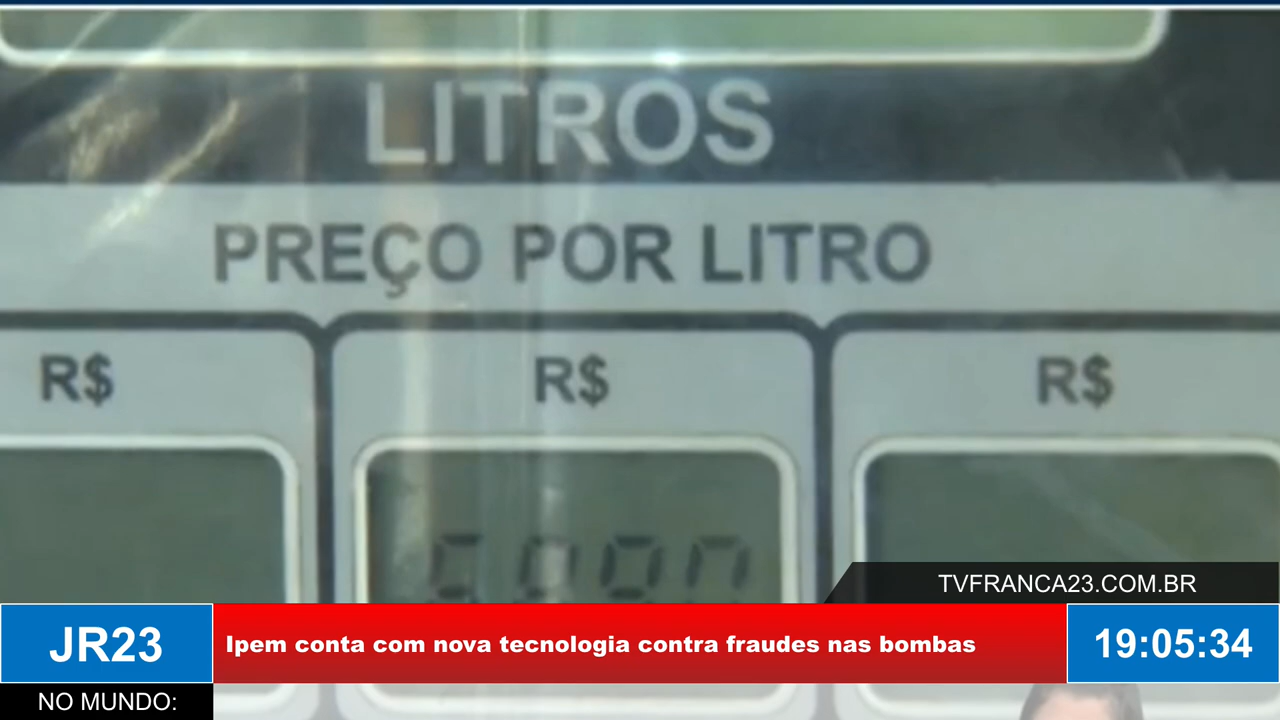 LITROS
PREÇO POR LITRO
R$ R$ R$
TVFRANCA23.COM.BR
JR23 Ipem conta com nova tecnologia contra fraudes nas bombas 19:05:34
NO MUNDO: